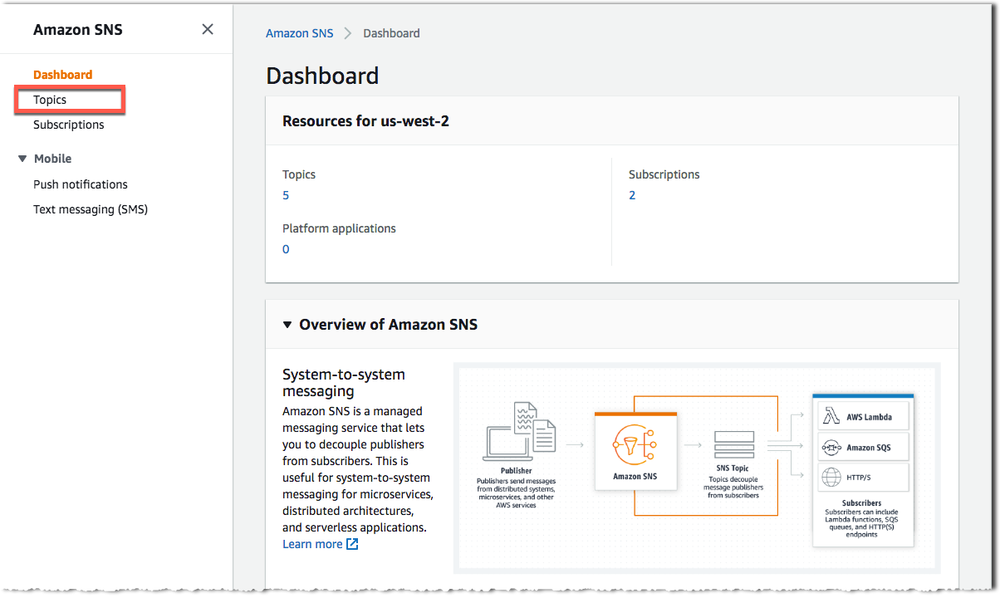 Amazon SNS
Dashboard
Topics
Subscriptions
Mobile
Push notifications
Text messaging (SMS)
Amazon SNS
Dashboard
Dashboard
Resources for us-west-2
Topics
5
Subscriptions
2
Platform applications
0
Overview of Amazon SNS
System-to-system
messaging
Amazon SNS is a managed
messaging service that lets
you to decouple publishers
from subscribers. This is
useful for system-to-system
messaging for microservices,
distributed architectures,
and serverless applications.
Learn more
Publisher
Publishers send messages
from distributed systems,
microservices, and other
AWS services
Amazon SNS
SNS Topic
Topics decouple
message publishers
from subscribers
AWS Lambda
Amazon SQS
HTTP/S
Subscribers
Subscribers can include
Lambda functions, SQS
queues, and HTTP(S)
endpoints